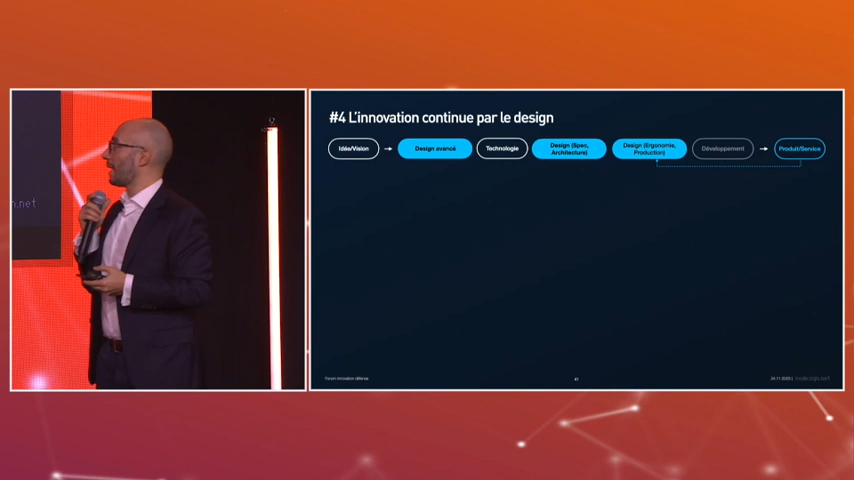 n.net
#4 L'innovation continue par le design
Idée/Vision
Design avancé
Technologie
Design (Spec,
Architecture)
Design (Ergonomie,
Production)
Développement
Produit/Service
Forum innovation défense